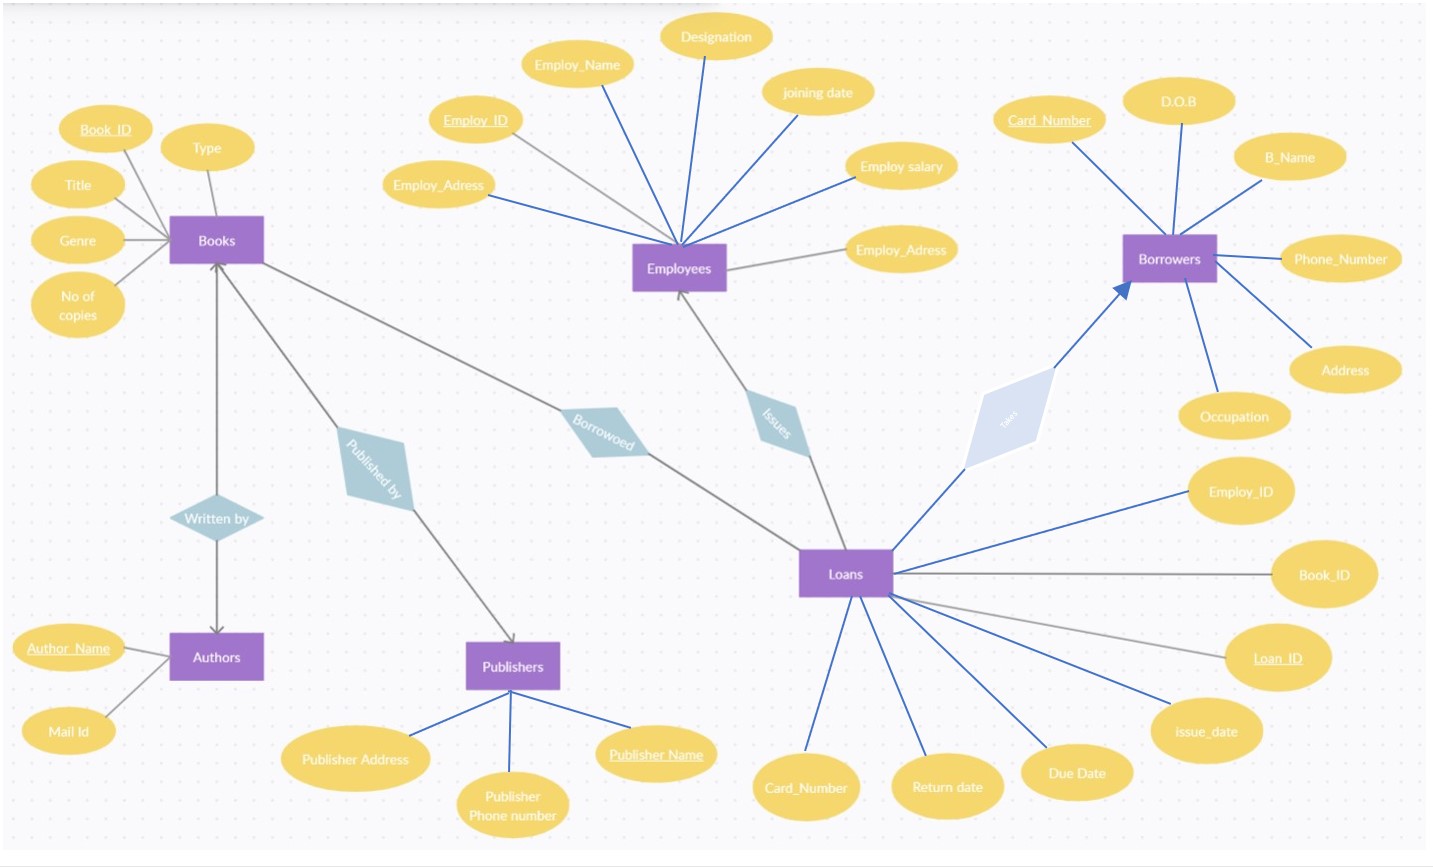 Designation
Employ_Name
joining date
D.O.B
Book_ID
Employ_ID
Card_Number
Type
B_Name
Title
Employ_Adress
Employ salary
Genre
Books
Employ_Adress
Employees
Borrowers
Phone_Number
No of
copies
Address
Occupation
Issues
Takes
Borrowoed
Published by
Employ_ID
Written by
Loans
Book_ID
Author_Name
Authors
Publishers
Loan_ID
Mail Id
issue_date
Publisher Address
Publisher Name
Due Date
Publisher
Phone number
Card_Number
Return date